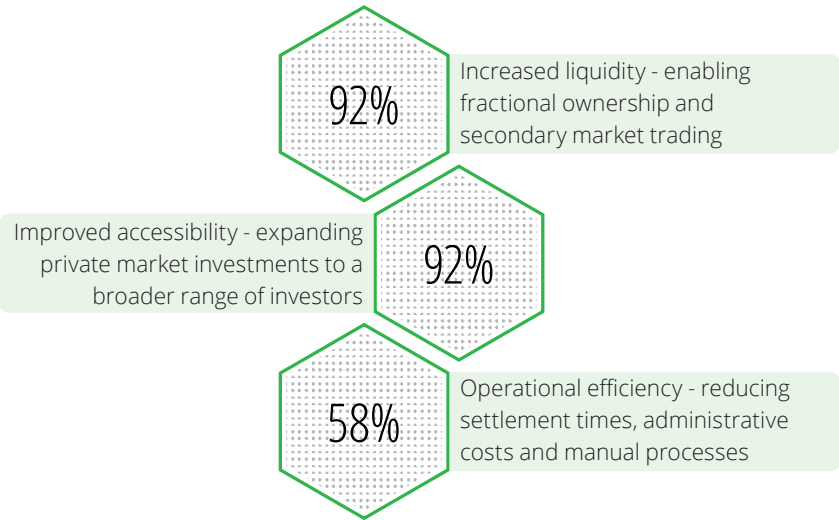 92%
Increased liquidity - enabling
fractional ownership and
secondary market trading
Improved accessibility - expanding
private market investments to a
broader range of investors
92%
58%
Operational efficiency - reducing
settlement times, administrative
costs and manual processes